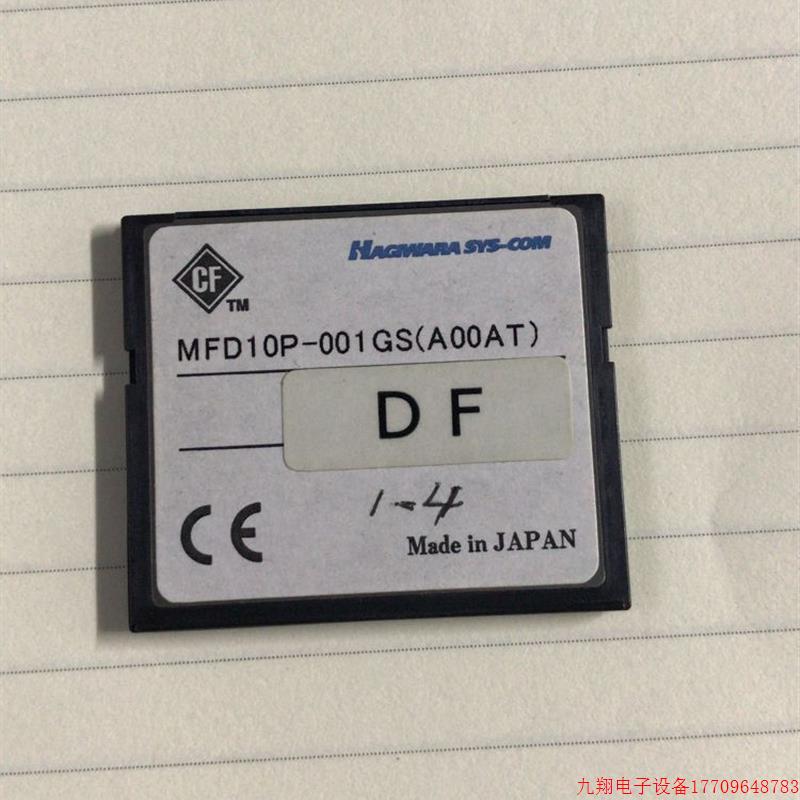 HAGIWARA SYS-COM
CF
TM
MFD10P-001GS(A00AT)
DF
1-4
CE
Made in JAPAN
九翔电子设备17709648783